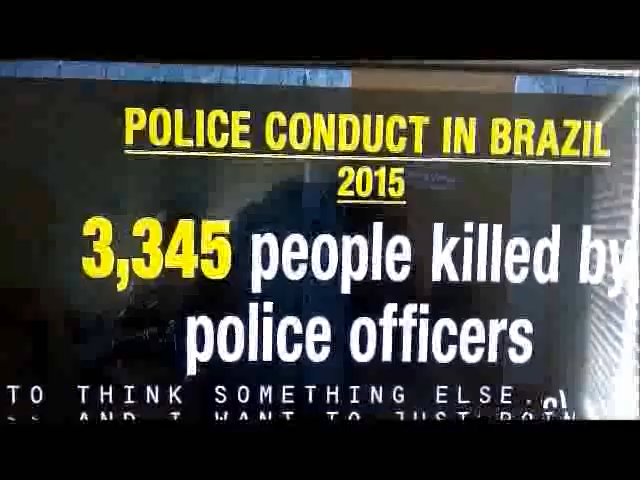 POLICE CONDUCT IN BRAZIL
2015
3,345 people killed by
police officers
TO THINK SOMETHING ELSE.
>> AND I WANT TO JUST